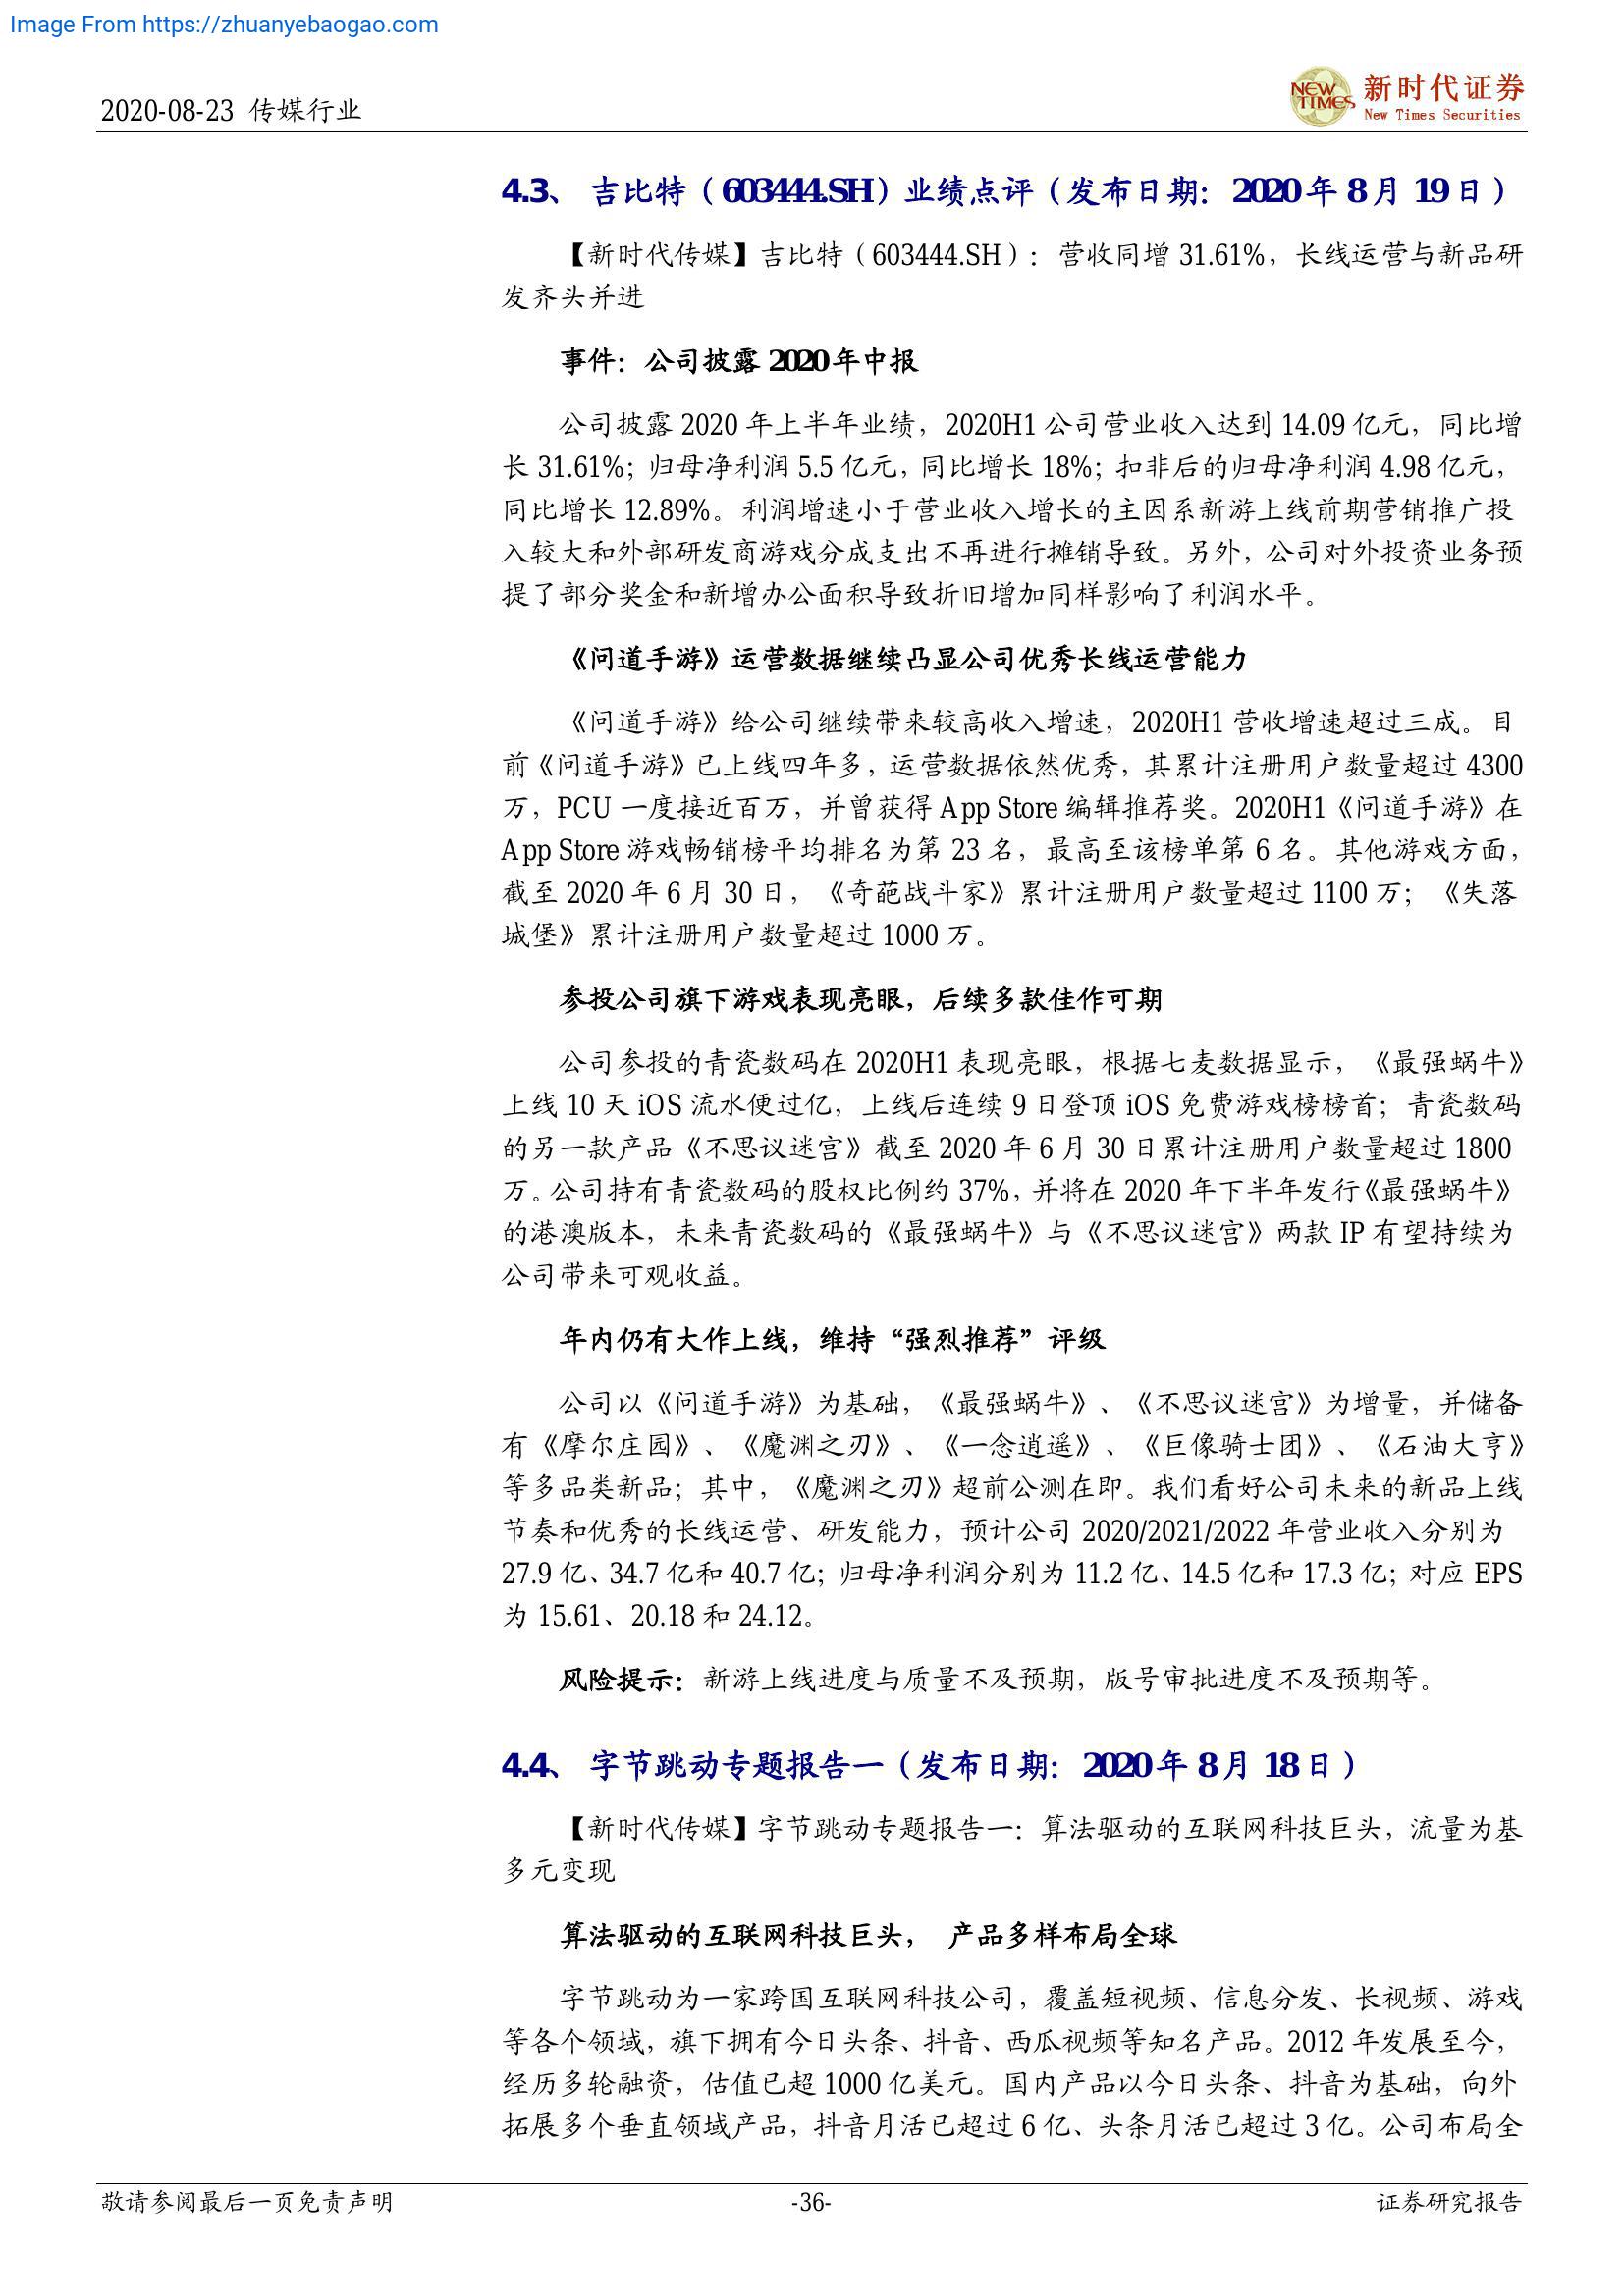 Image From https://zhuanyebaogao.com
2020-08-23 传媒行业
NEW TIMES
新时代证券
New Times Securities
4.3、 吉比特（603444.SH）业绩点评（发布日期：2020年8月19日）
【新时代传媒】吉比特（603444.SH）：营收同增 31.61%，长线运营与新品研
发齐头并进
事件：公司披露 2020 年中报
公司披露 2020 年上半年业绩，2020H1 公司营业收入达到 14.09 亿元，同比增
长 31.61%；归母净利润 5.5 亿元，同比增长 18%；扣非后的归母净利润 4.98 亿元，
同比增长 12.89%。利润增速小于营业收入增长的主因系新游上线前期营销推广投
入较大和外部研发商游戏分成支出不再进行摊销导致。另外，公司对外投资业务预
提了部分奖金和新增办公面积导致折旧增加同样影响了利润水平。
《问道手游》运营数据继续凸显公司优秀长线运营能力
《问道手游》给公司继续带来较高收入增速，2020H1 营收增速超过三成。目
前《问道手游》已上线四年多，运营数据依然优秀，其累计注册用户数量超过 4300
万，PCU 一度接近百万，并曾获得 App Store 编辑推荐奖。2020H1《问道手游》在
App Store 游戏畅销榜平均排名为第 23 名，最高至该榜单第 6 名。其他游戏方面，
截至 2020 年 6 月 30 日，《奇葩战斗家》累计注册用户数量超过 1100 万；《失落
城堡》累计注册用户数量超过 1000 万。
参投公司旗下游戏表现亮眼，后续多款佳作可期
公司参投的青瓷数码在 2020H1 表现亮眼，根据七麦数据显示，《最强蜗牛》
上线 10 天 iOS 流水便过亿，上线后连续 9 日登顶 iOS 免费游戏榜榜首；青瓷数码
的另一款产品《不思议迷宫》截至 2020 年 6 月 30 日累计注册用户数量超过 1800
万。公司持有青瓷数码的股权比例约 37%，并将在 2020 年下半年发行《最强蜗牛》
的港澳版本，未来青瓷数码的《最强蜗牛》与《不思议迷宫》两款 IP 有望持续为
公司带来可观收益。
年内仍有大作上线，维持“强烈推荐”评级
公司以《问道手游》为基础，《最强蜗牛》、《不思议迷宫》为增量，并储备
有《摩尔庄园》、《魔渊之刃》、《一念逍遥》、《巨像骑士团》、《石油大亨》
等多品类新品；其中，《魔渊之刃》超前公测在即。我们看好公司未来的新品上线
节奏和优秀的长线运营、研发能力，预计公司 2020/2021/2022 年营业收入分别为
27.9 亿、34.7 亿和 40.7 亿；归母净利润分别为 11.2 亿、14.5 亿和 17.3 亿；对应 EPS
为 15.61、20.18 和 24.12。
风险提示：新游上线进度与质量不及预期，版号审批进度不及预期等。
4.4、 字节跳动专题报告一（发布日期：2020年8月18日）
【新时代传媒】字节跳动专题报告一：算法驱动的互联网科技巨头，流量为基
多元变现
算法驱动的互联网科技巨头， 产品多样布局全球
字节跳动为一家跨国互联网科技公司，覆盖短视频、信息分发、长视频、游戏
等各个领域，旗下拥有今日头条、抖音、西瓜视频等知名产品。2012 年发展至今，
经历多轮融资，估值已超 1000 亿美元。国内产品以今日头条、抖音为基础，向外
拓展多个垂直领域产品，抖音月活已超过 6 亿、头条月活已超过 3 亿。公司布局全
敬请参阅最后一页免责声明
-36-
证券研究报告